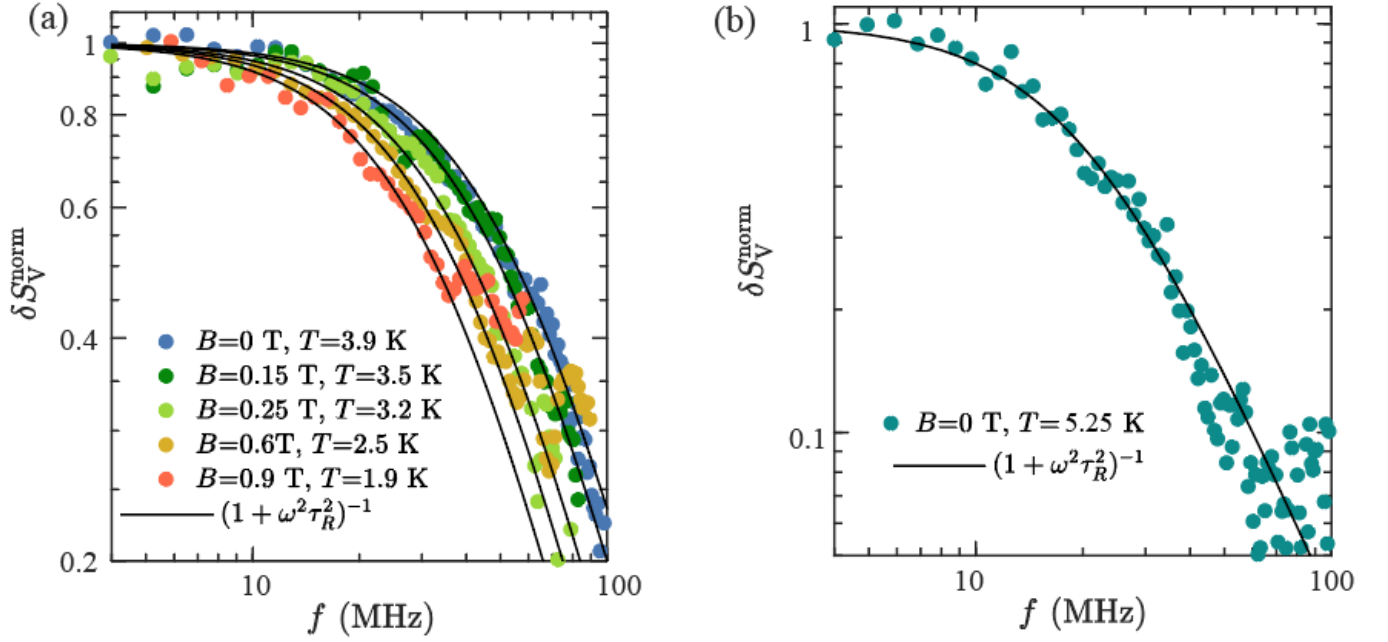 (a)
δS_V^norm
1
0.8
0.6
0.4
0.2
B=0 T, T=3.9 K
B=0.15 T, T=3.5 K
B=0.25 T, T=3.2 K
B=0.6T, T=2.5 K
B=0.9 T, T=1.9 K
(1 + ω²τ_R²)⁻¹
10
100
f (MHz)
(b)
δS_V^norm
1
0.1
B=0 T, T=5.25 K
(1 + ω²τ_R²)⁻¹
10
100
f (MHz)